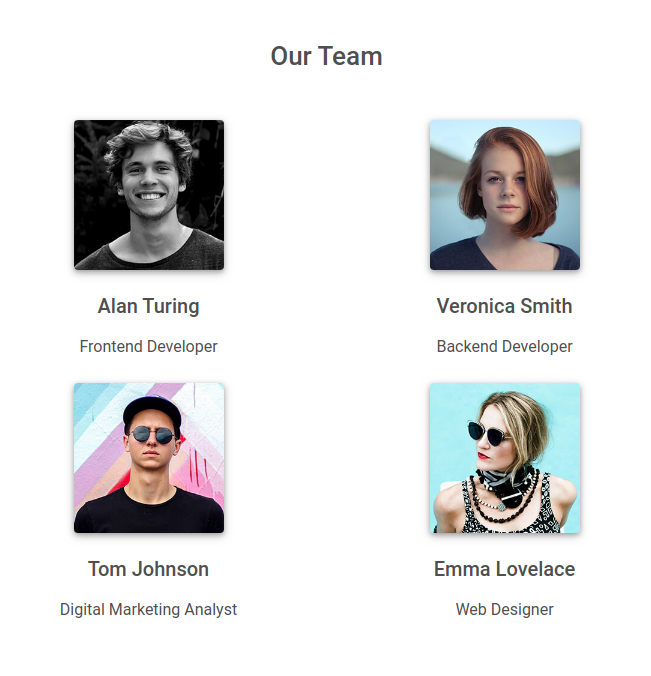 Our Team
Alan Turing
Frontend Developer
Veronica Smith
Backend Developer
Tom Johnson
Digital Marketing Analyst
Emma Lovelace
Web Designer